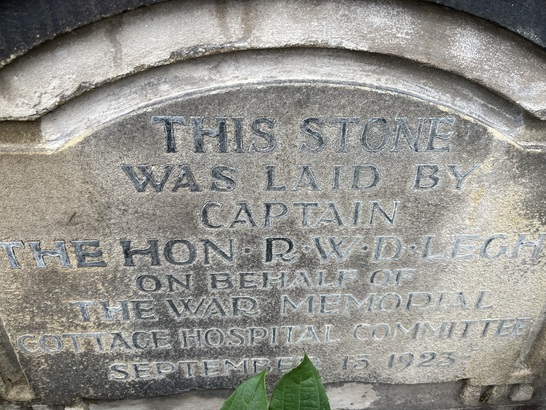 THIS STONE
WAS LAID BY
CAPTAIN
THE HON·R·W·D·LEGH
ON BEHALF OF
THE WAR MEMORIAL
COTTAGE HOSPITAL COMMITTEE
SEPTEMBER 15 1923